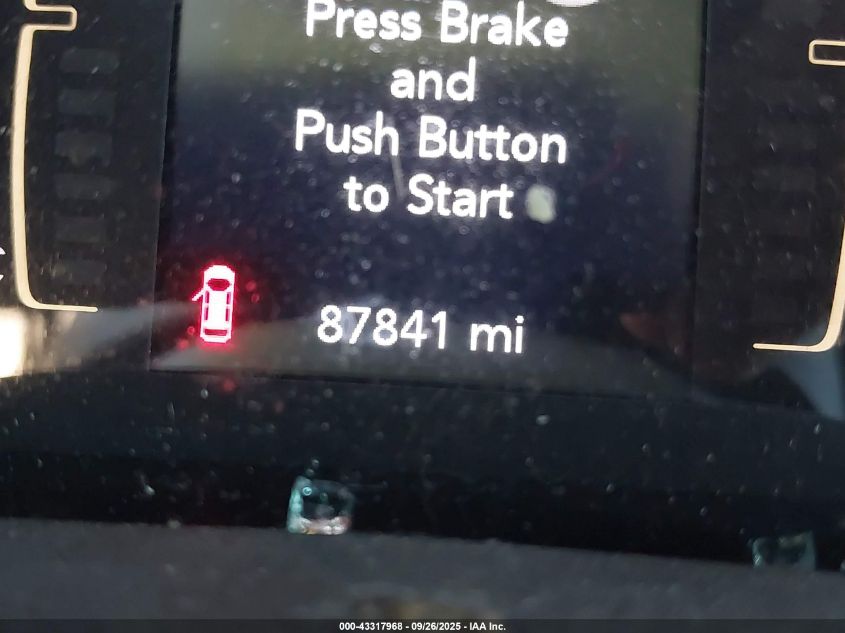 Press Brake
and
Push Button
to Start
87841 mi
000-43317968 - 09/26/2025 - IAA Inc.